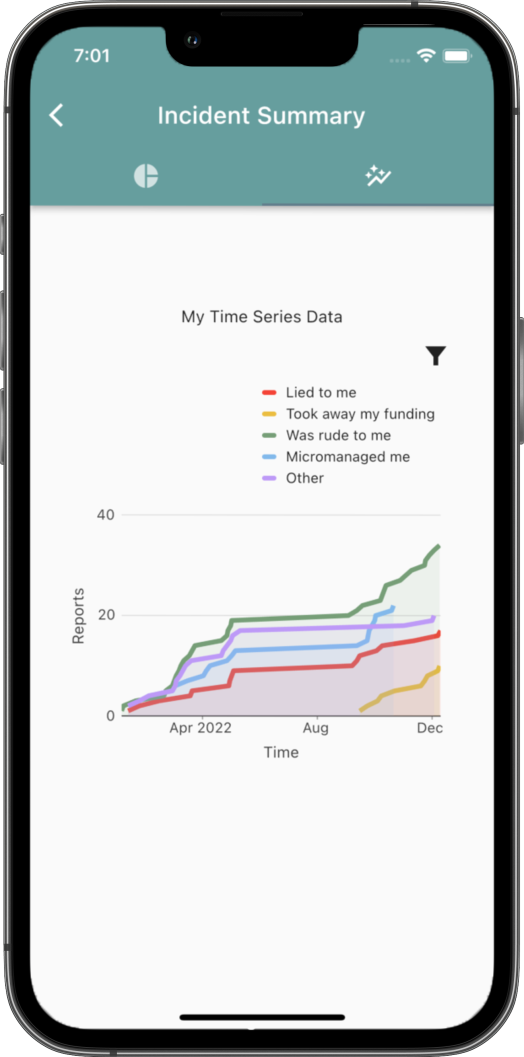 7:01
Incident Summary
My Time Series Data
Lied to me
Took away my funding
Was rude to me
Micromanaged me
Other
40
20
0
Reports
Apr 2022
Aug
Dec
Time